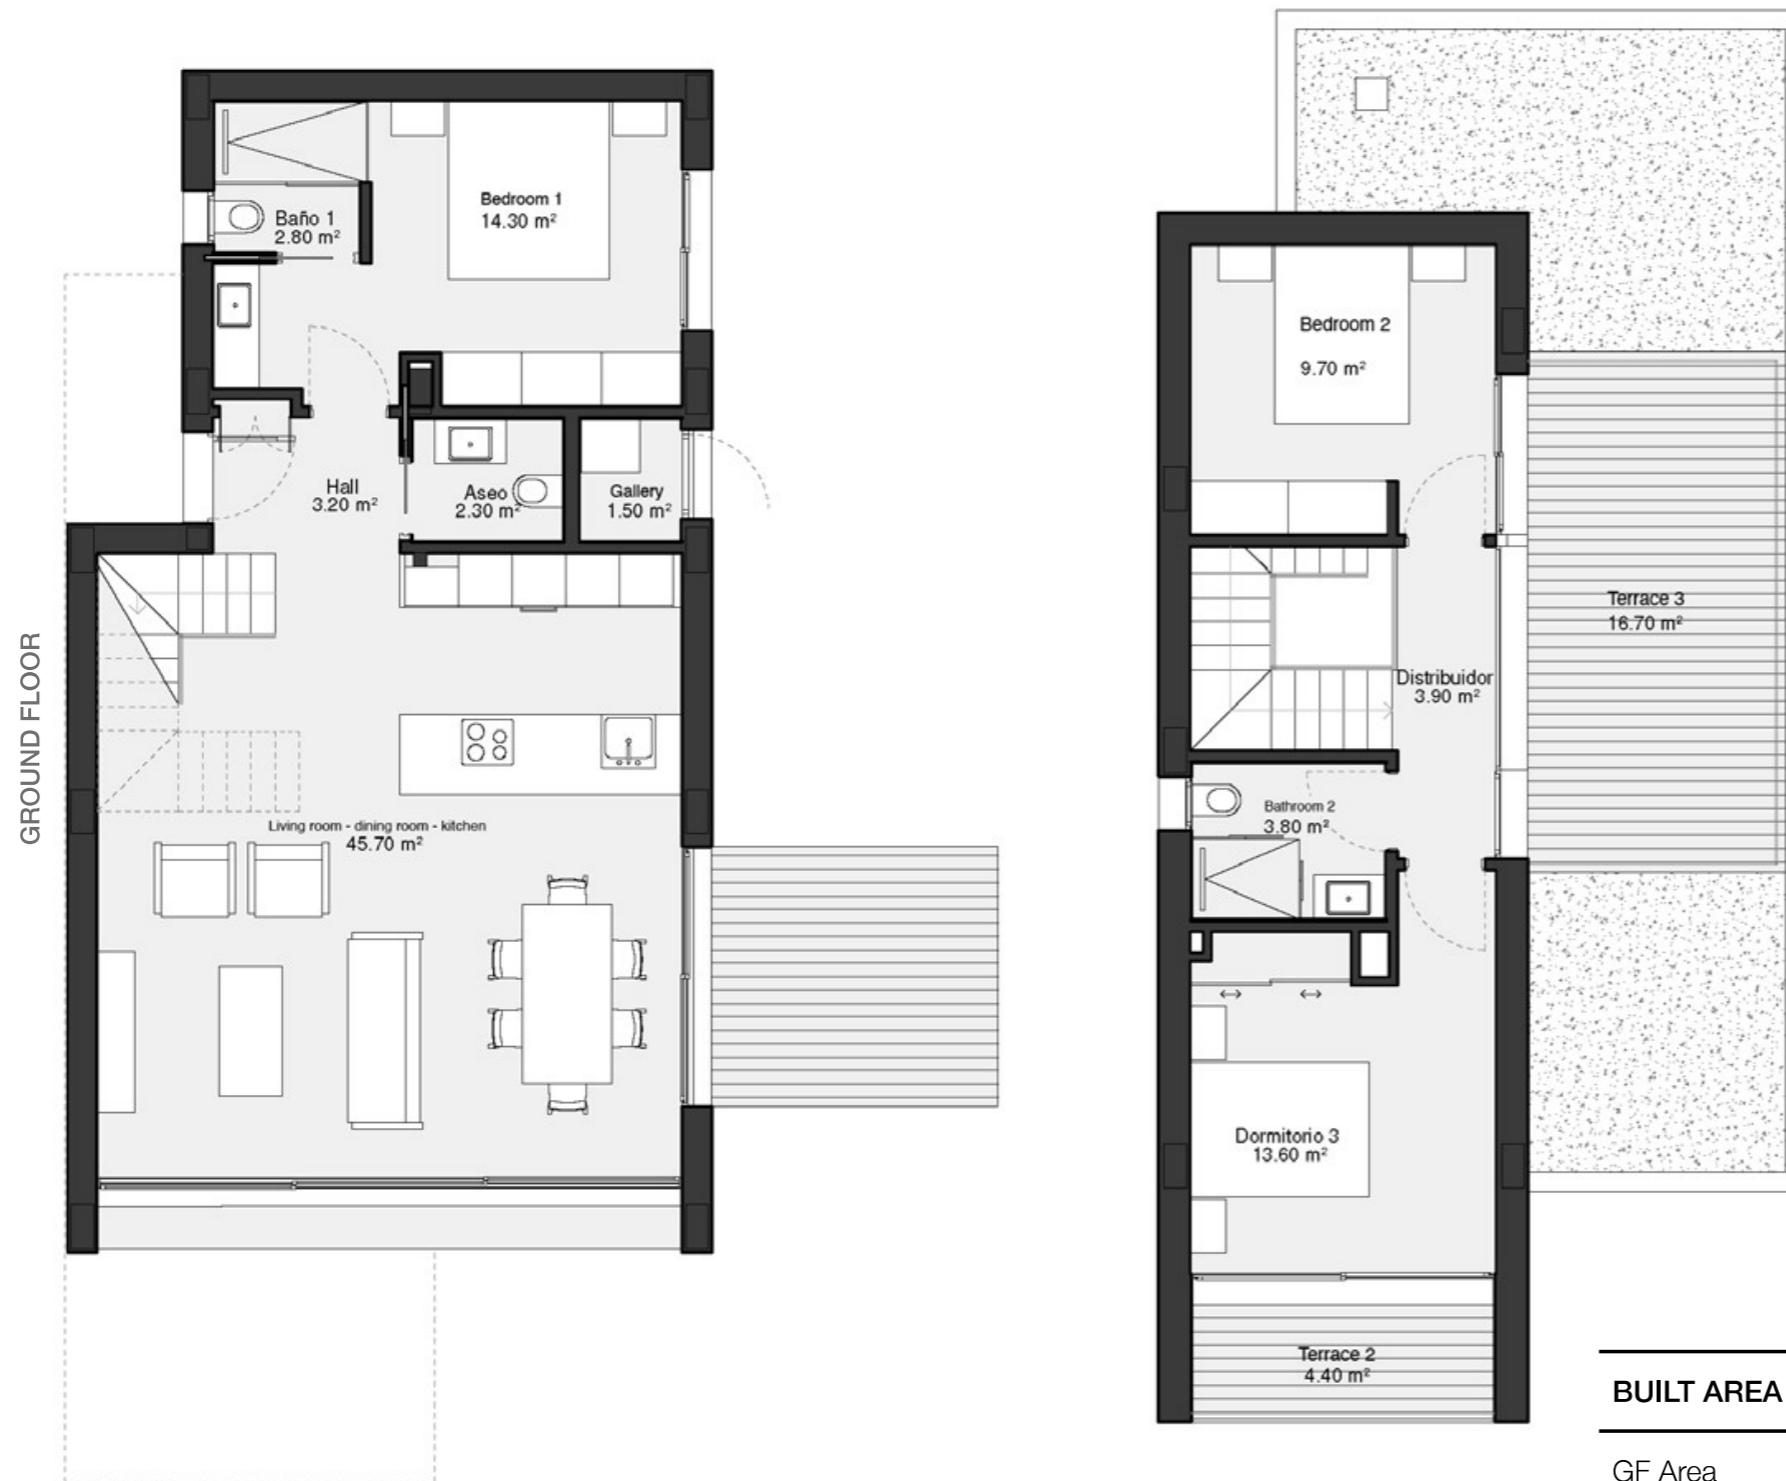 GROUND FLOOR
Bedroom 1
14.30 m²
Baño 1
2.80 m²
Hall
3.20 m²
Aseo
2.30 m²
Gallery
1.50 m²
Living room - dining room - kitchen
45.70 m²
Bedroom 2
9.70 m²
Terrace 3
16.70 m²
Distribuidor
3.90 m²
Bathroom 2
3.80 m²
Dormitorio 3
13.60 m²
Terrace 2
4.40 m²
BUILT AREA
GF Area